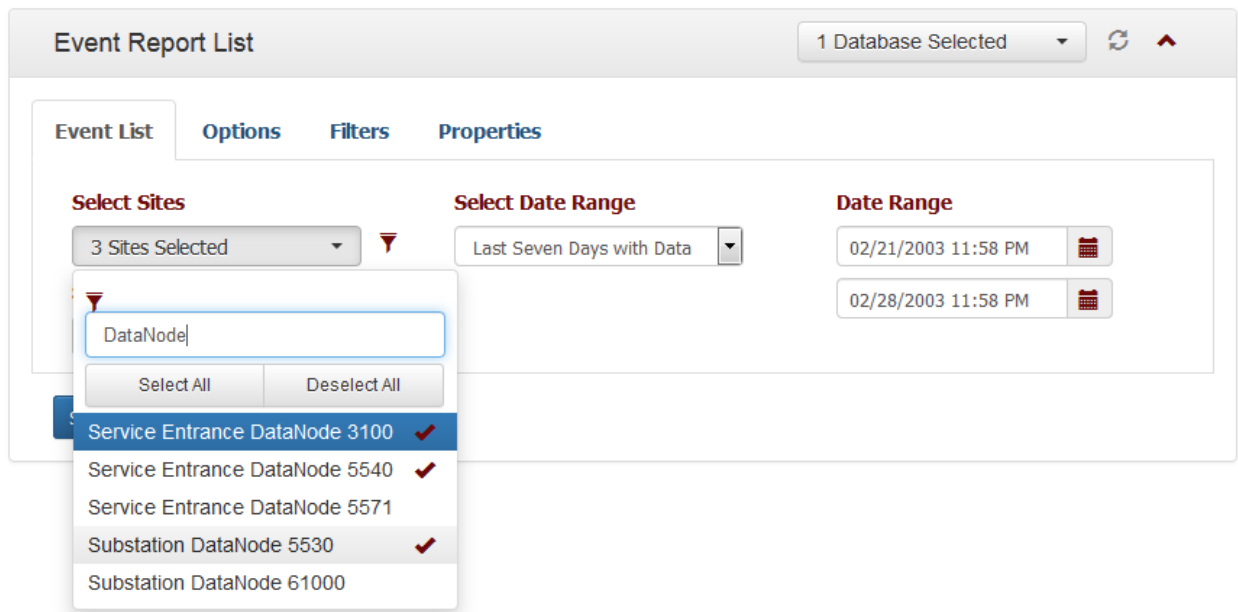 Event Report List
1 Database Selected
Event List
Options
Filters
Properties
Select Sites
Select Date Range
Date Range
3 Sites Selected
Last Seven Days with Data
02/21/2003 11:58 PM
02/28/2003 11:58 PM
DataNode
Select All
Deselect All
Service Entrance DataNode 3100
Service Entrance DataNode 5540
Service Entrance DataNode 5571
Substation DataNode 5530
Substation DataNode 61000